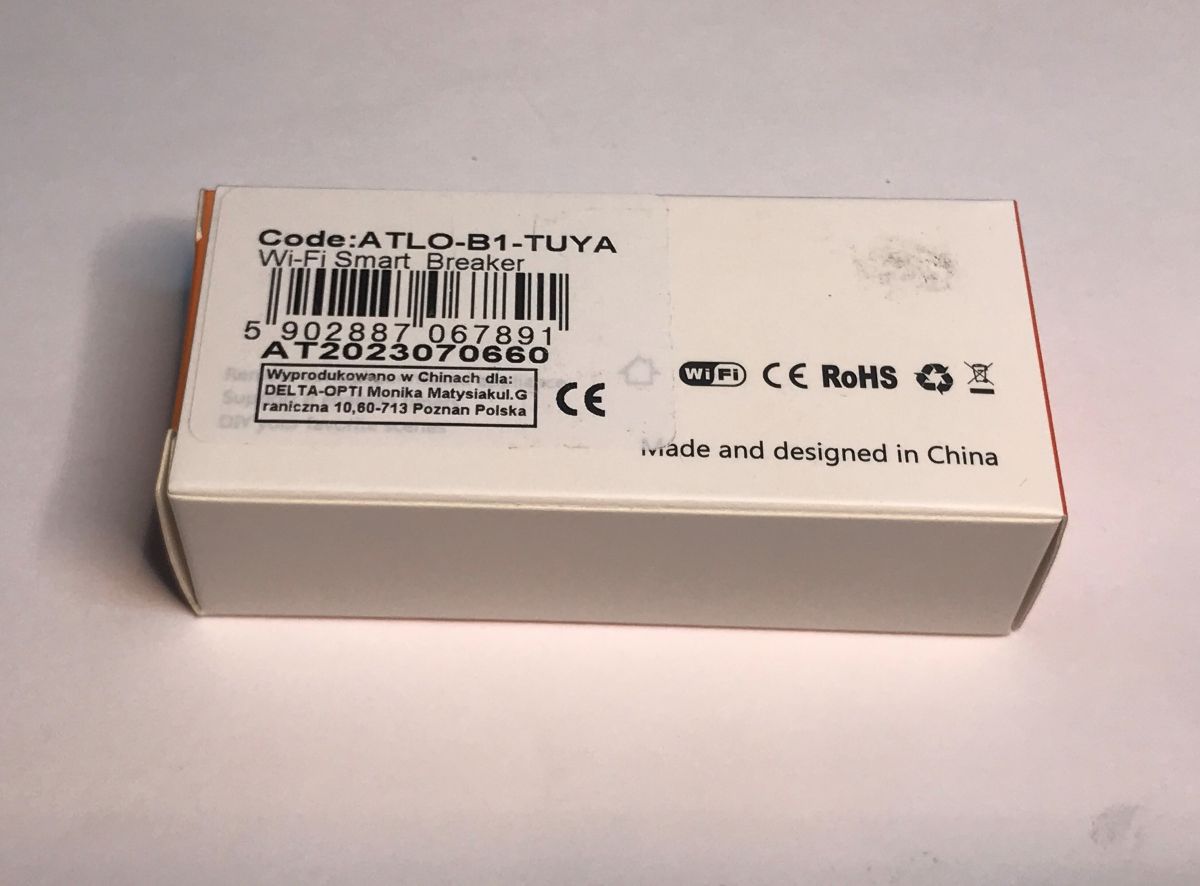 Code:ATLO-B1-TUYA
Wi-Fi Smart Breaker
5 902887 067891
AT2023070660
Wyprodukowano w Chinach dla:
DELTA-OPTI Monika Matysiakul.G
raniczna 10,60-713 Poznan Polska
CE
WiFi CE RoHS
Made and designed in China